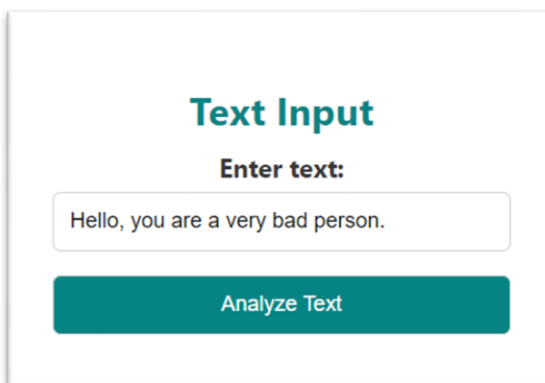 Text Input
Enter text:
Hello, you are a very bad person.
Analyze Text